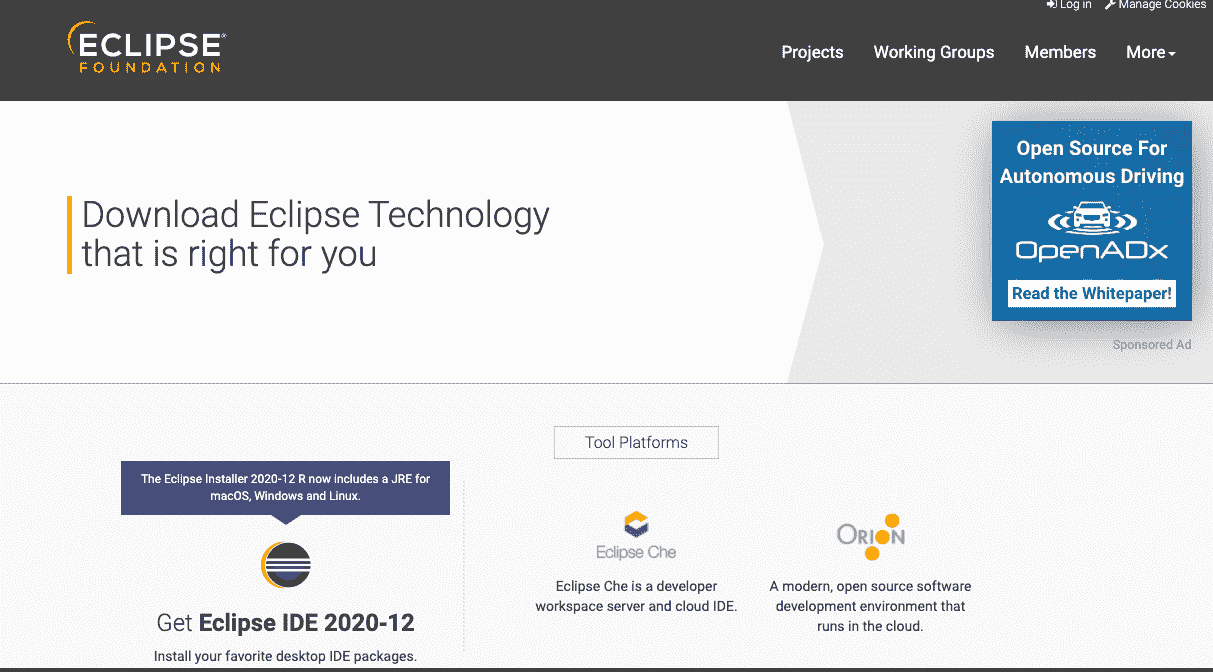 Log in Manage Cookies
ECLIPSE®
FOUNDATION
Projects Working Groups Members More
Open Source For
Autonomous Driving
OpenADx
Read the Whitepaper!
Sponsored Ad
Download Eclipse Technology
that is right for you
Tool Platforms
The Eclipse Installer 2020-12 R now includes a JRE for
macOS, Windows and Linux.
Get Eclipse IDE 2020-12
Install your favorite desktop IDE packages.
Eclipse Che
Eclipse Che is a developer
workspace server and cloud IDE.
ORION
A modern, open source software
development environment that
runs in the cloud.